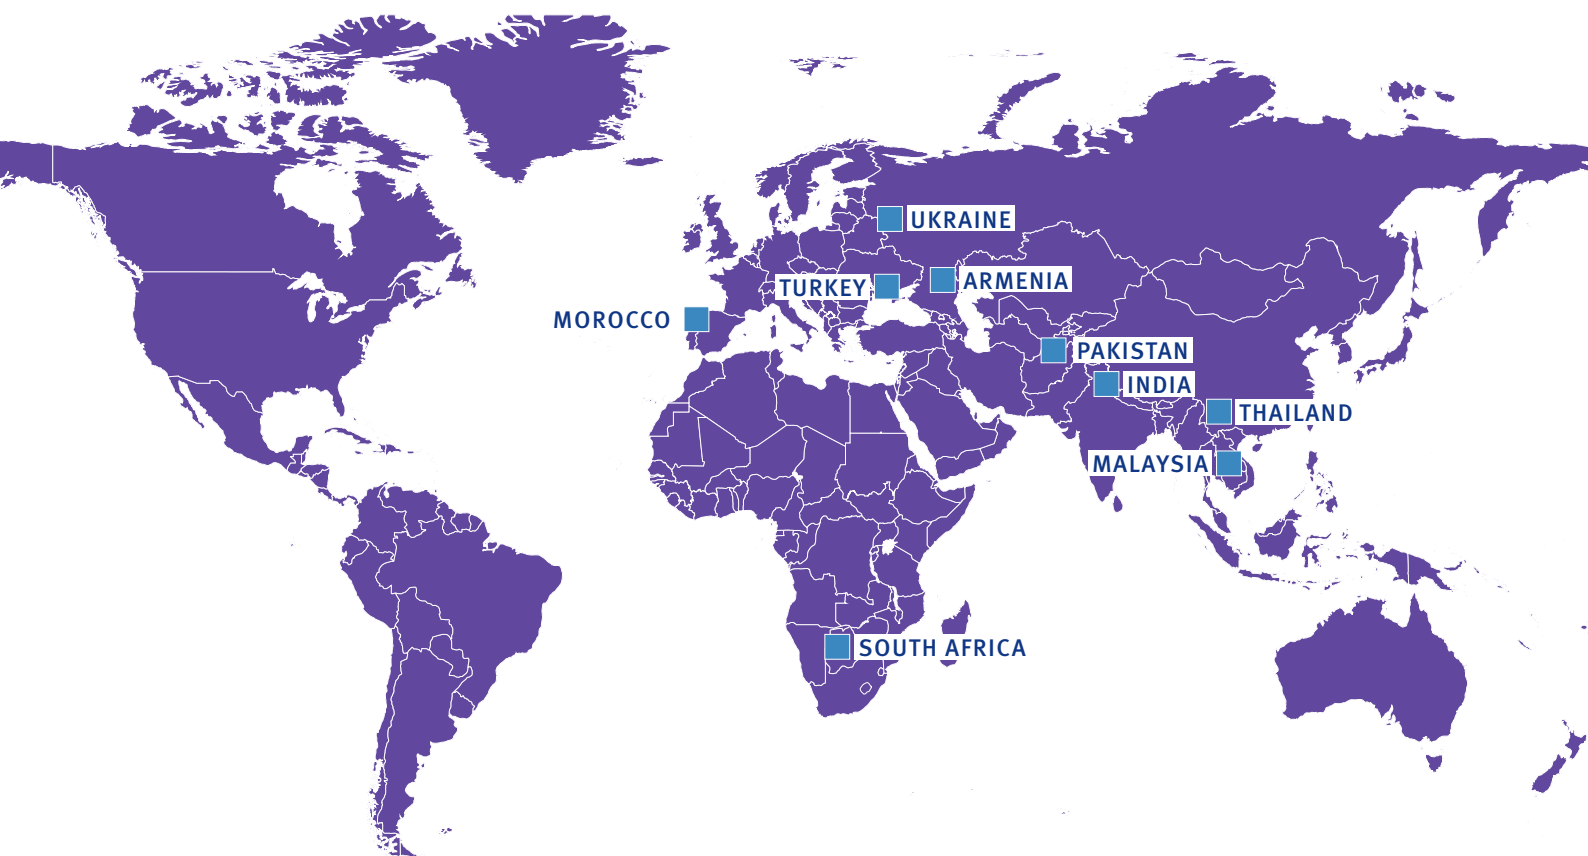 UKRAINE
ARMENIA
TURKEY
MOROCCO
PAKISTAN
INDIA
THAILAND
MALAYSIA
SOUTH AFRICA